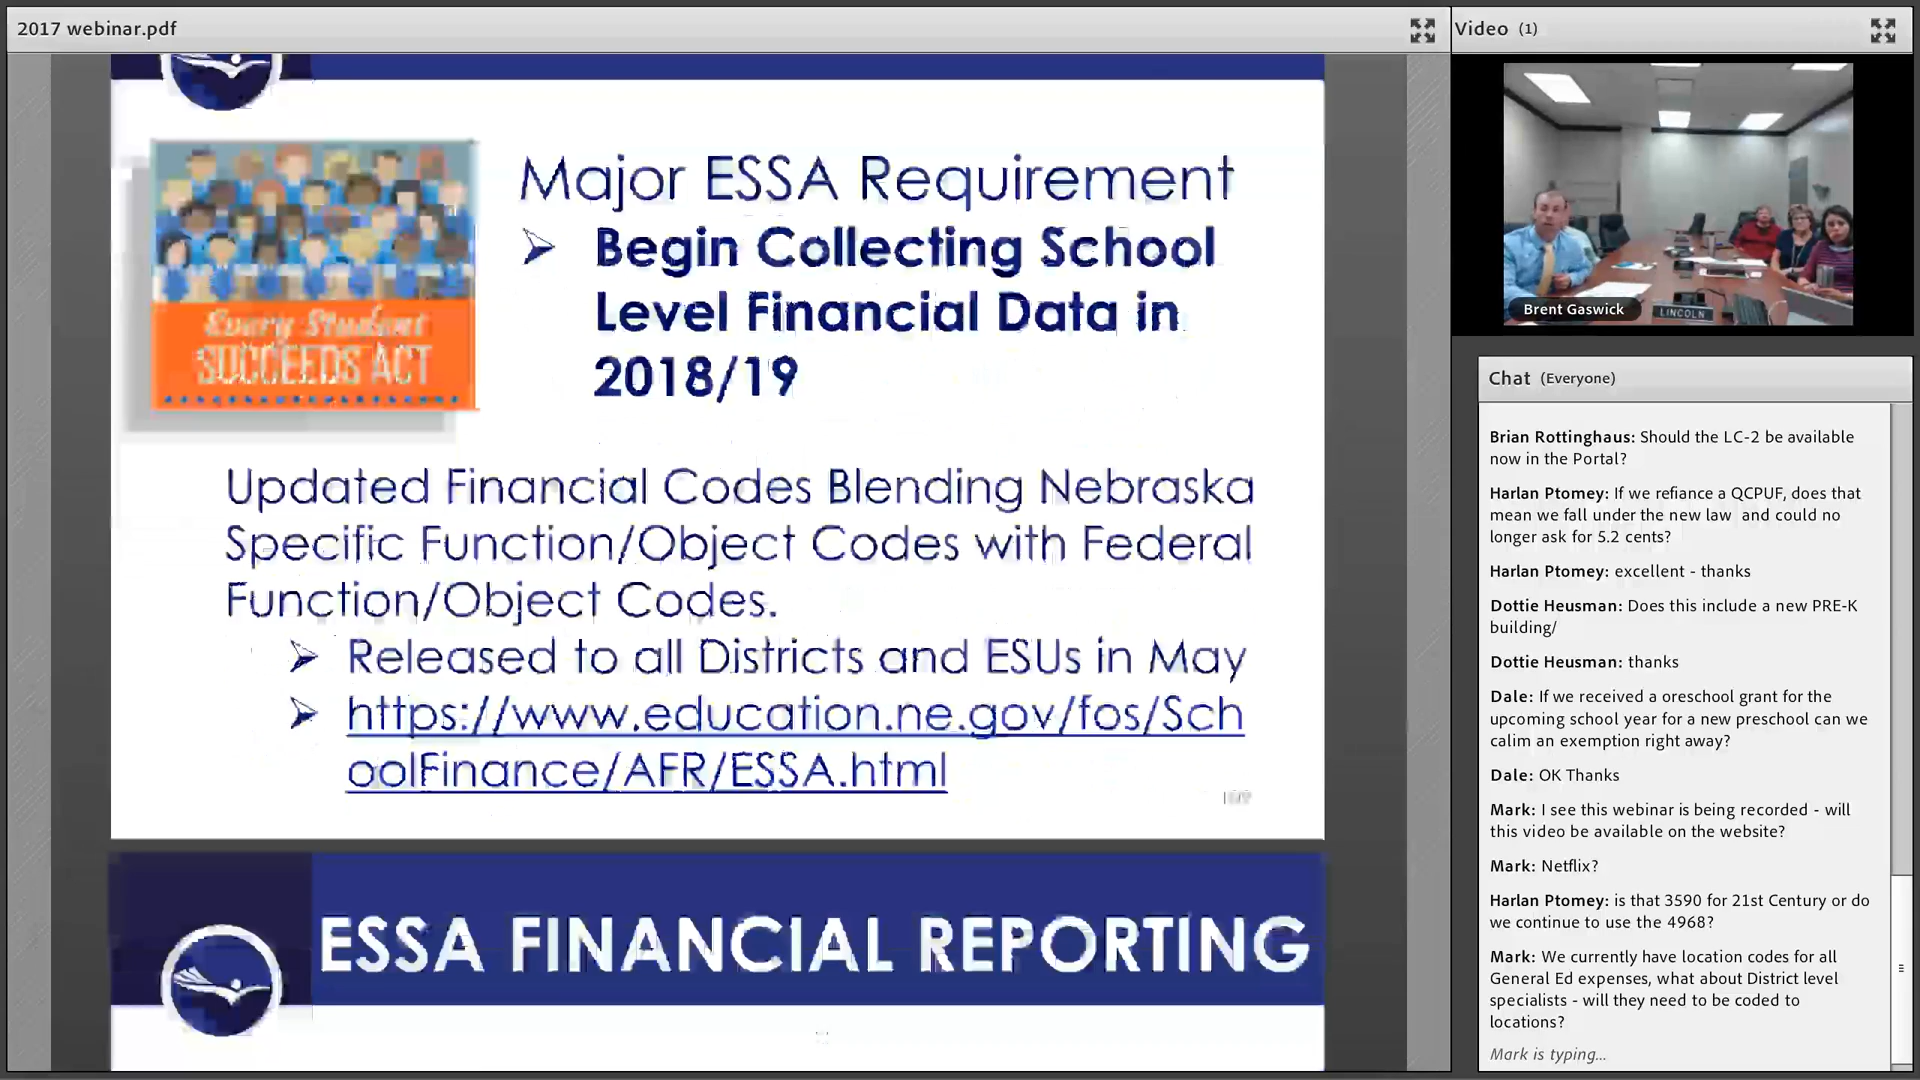 2017 webinar.pdf
Major ESSA Requirement
➢ Begin Collecting School
Level Financial Data in
2018/19
Every Student
SUCCEEDS ACT
Updated Financial Codes Blending Nebraska
Specific Function/Object Codes with Federal
Function/Object Codes.
➢ Released to all Districts and ESUs in May
➢ https://www.education.ne.gov/fos/Sch
oolFinance/AFR/ESSA.html
ESSA FINANCIAL REPORTING
Video (1)
Brent Gaswick
LINCOLN
Chat (Everyone)
Brian Rottinghaus: Should the LC-2 be available
now in the Portal?
Harlan Ptomey: If we refiance a QCPUF, does that
mean we fall under the new law and could no
longer ask for 5.2 cents?
Harlan Ptomey: excellent - thanks
Dottie Heusman: Does this include a new PRE-K
building/
Dottie Heusman: thanks
Dale: If we received a oreschool grant for the
upcoming school year for a new preschool can we
calim an exemption right away?
Dale: OK Thanks
Mark: I see this webinar is being recorded - will
this video be available on the website?
Mark: Netflix?
Harlan Ptomey: is that 3590 for 21st Century or do
we continue to use the 4968?
Mark: We currently have location codes for all
General Ed expenses, what about District level
specialists - will they need to be coded to
locations?
Mark is typing...